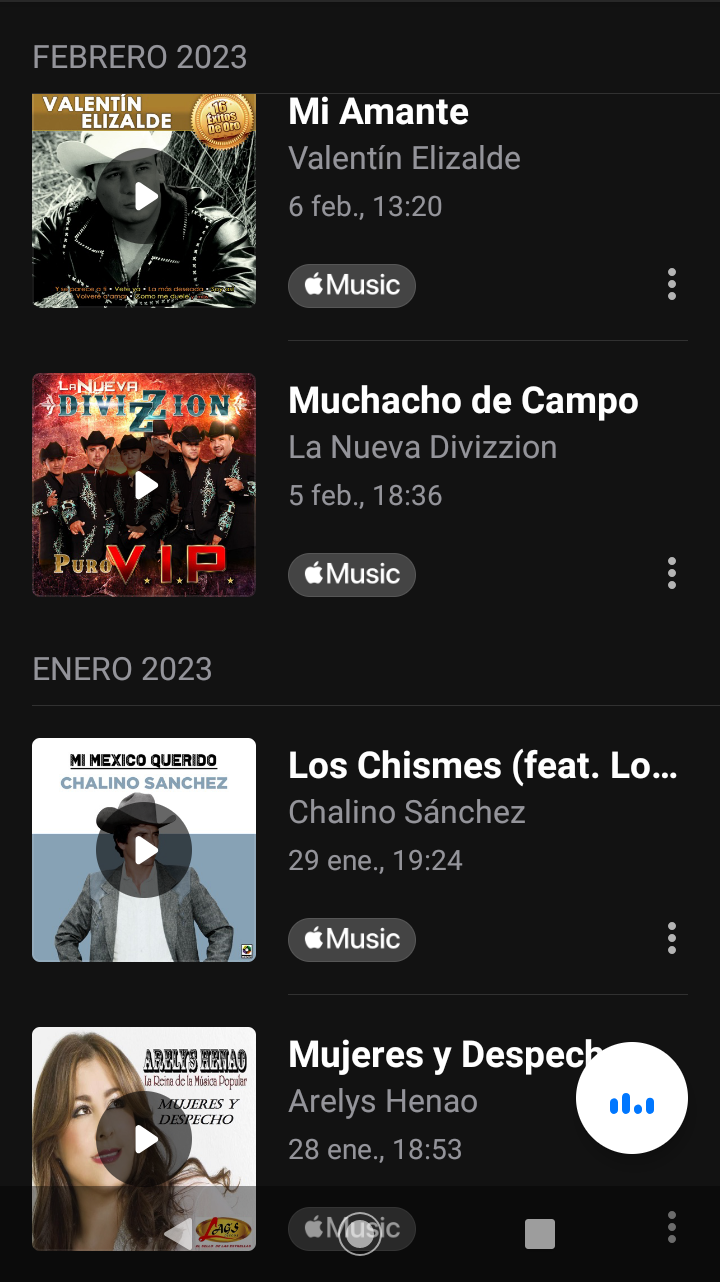 FEBRERO 2023
VALENTÍN
ELIZALDE
16
Éxitos
De Oro
Mi Amante
Valentín Elizalde
6 feb., 13:20
Music
LA NUEVA
DIVIZZION
PURO V.I.P.
Muchacho de Campo
La Nueva Divizzion
5 feb., 18:36
Music
ENERO 2023
MI MEXICO QUERIDO
CHALINO SANCHEZ
Los Chismes (feat. Lo...
Chalino Sánchez
29 ene., 19:24
Music
ARELYS HENAO
La Reina de la Música Popular
MUJERES Y
DESPECHO
AGS
Mujeres y Despech
Arelys Henao
28 ene., 18:53
Music